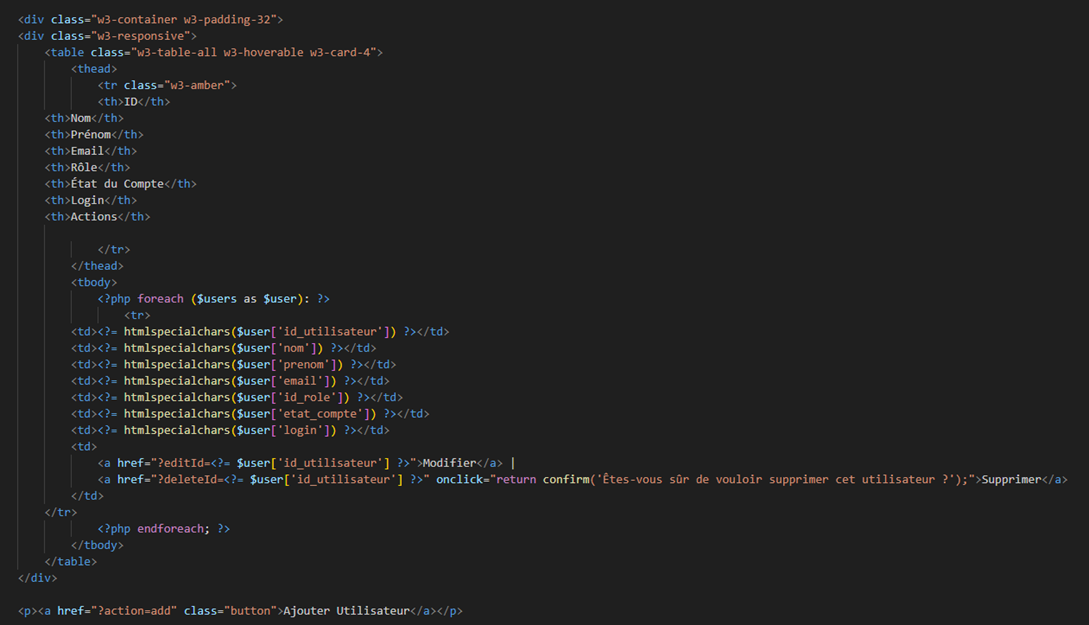 <div class="w3-container w3-padding-32">
<div class="w3-responsive">
<table class="w3-table-all w3-hoverable w3-card-4">
<thead>
<tr class="w3-amber">
<th>ID</th>
<th>Nom</th>
<th>Prénom</th>
<th>Email</th>
<th>Rôle</th>
<th>État du Compte</th>
<th>Login</th>
<th>Actions</th>
</tr>
</thead>
<tbody>
<?php foreach ($users as $user): ?>
<tr>
<td><?= htmlspecialchars($user['id_utilisateur']) ?></td>
<td><?= htmlspecialchars($user['nom']) ?></td>
<td><?= htmlspecialchars($user['prenom']) ?></td>
<td><?= htmlspecialchars($user['email']) ?></td>
<td><?= htmlspecialchars($user['id_role']) ?></td>
<td><?= htmlspecialchars($user['etat_compte']) ?></td>
<td><?= htmlspecialchars($user['login']) ?></td>
<td>
<a href="?editId=<?= $user['id_utilisateur'] ?>">Modifier</a> |
<a href="?deleteId=<?= $user['id_utilisateur'] ?>" onclick="return confirm('Êtes-vous sûr de vouloir supprimer cet utilisateur ?');">Supprimer</a>
</td>
</tr>
<?php endforeach; ?>
</tbody>
</table>
</div>
<p><a href="?action=add" class="button">Ajouter Utilisateur</a></p>